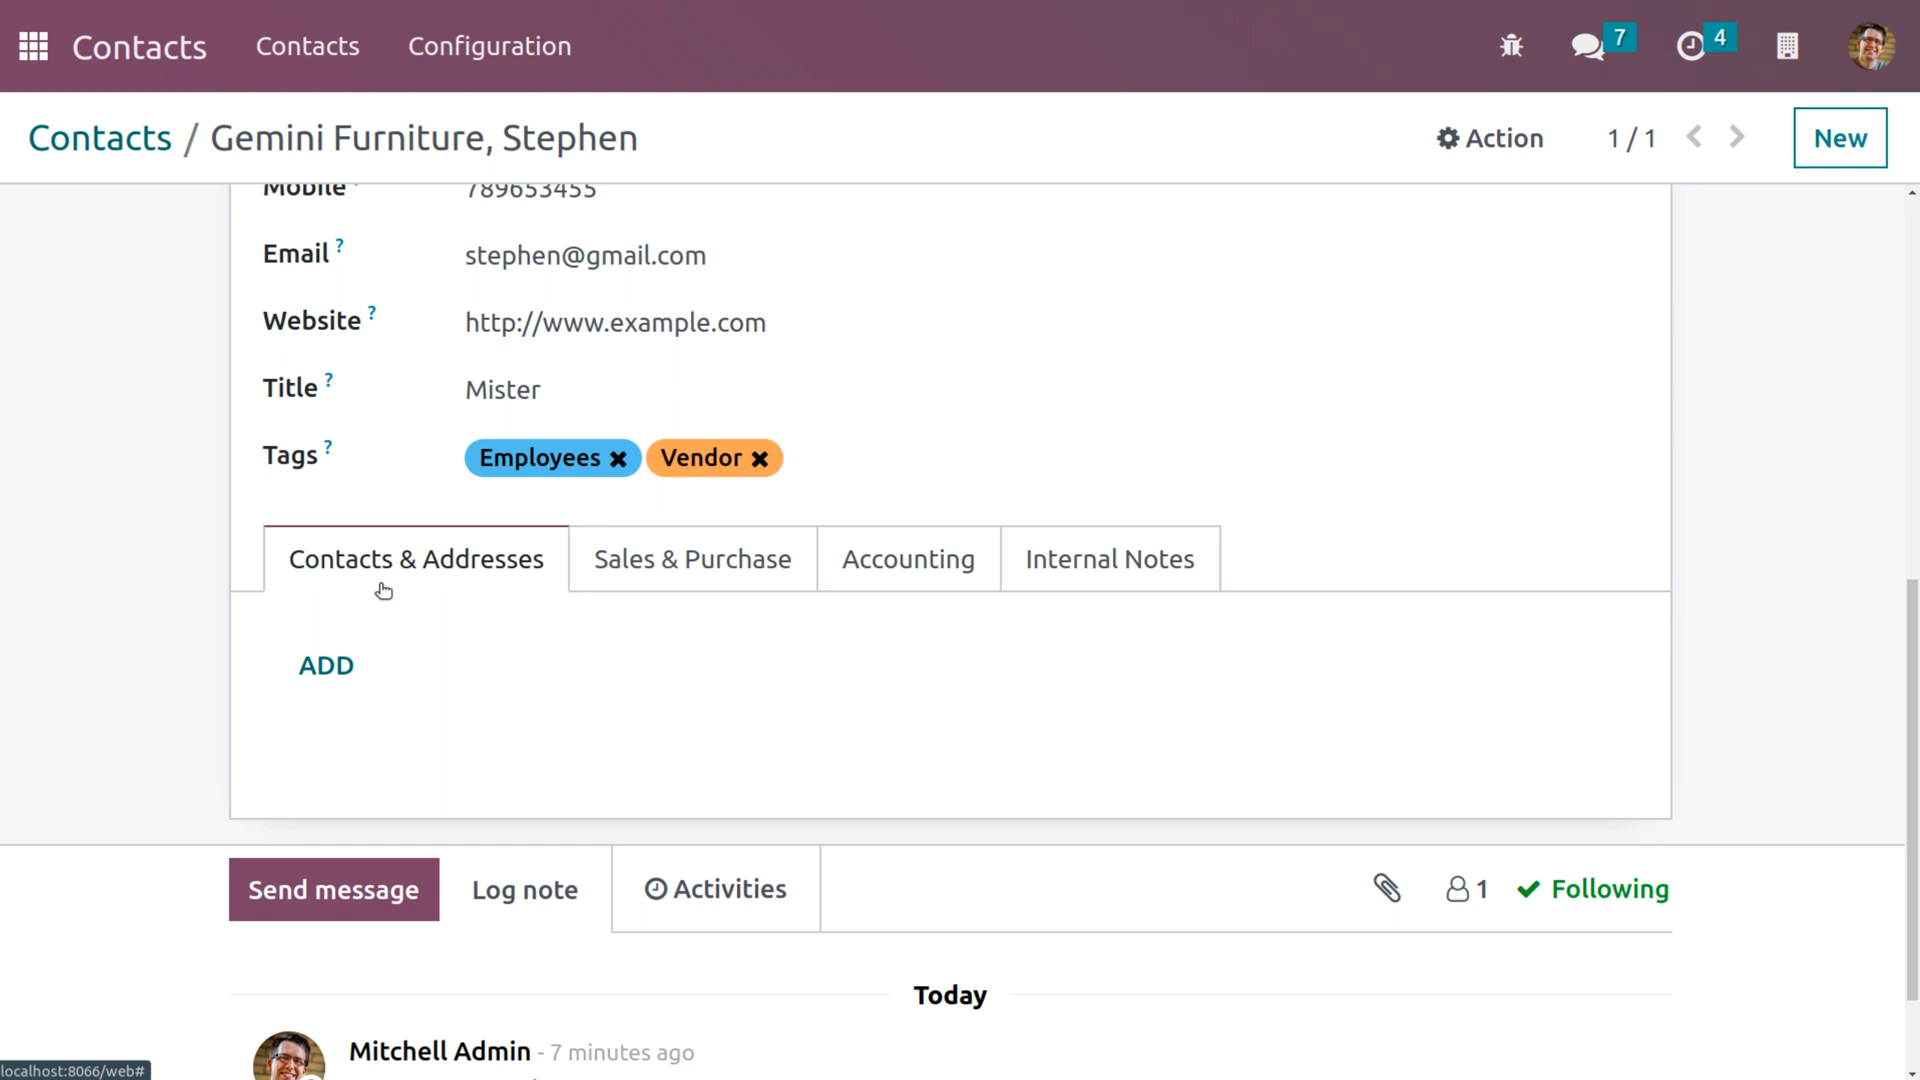 Contacts Contacts Configuration 7 4
Contacts / Gemini Furniture, Stephen Action 1 / 1 New
Mobile ? 789653455
Email ? stephen@gmail.com
Website ? http://www.example.com
Title ? Mister
Tags ? Employees ✖ Vendor ✖
Contacts & Addresses Sales & Purchase Accounting Internal Notes
ADD
Send message Log note Activities 1 Following
Today
Mitchell Admin - 7 minutes ago
localhost:8066/web#